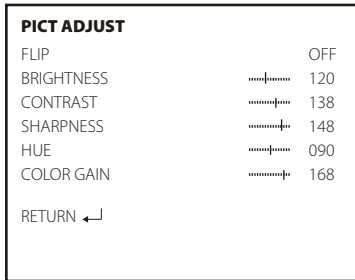 PICT ADJUST
FLIP OFF
BRIGHTNESS 120
CONTRAST 138
SHARPNESS 148
HUE 090
COLOR GAIN 168
RETURN ↵